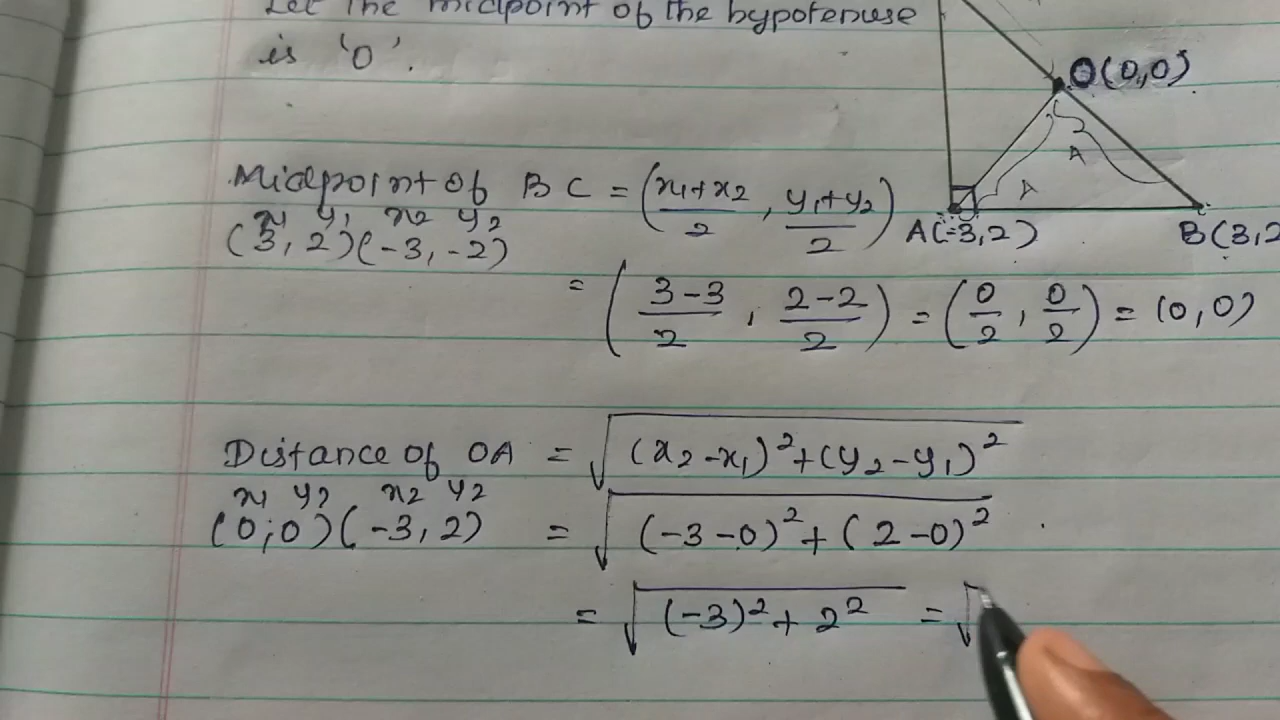 Let the midpoint of the hypotenuse
is 'O'.
O(0,0)
A
A
A(-3,2)
B(3,2
Midpoint of BC = (x1+x2/2, y1+y2/2)
x1 y1 x2 y2
(3,2)(-3,-2)
= (3-3/2, 2-2/2) = (0/2, 0/2) = (0,0)
Distance of OA = √(x2-x1)²+(y2-y1)²
x1 y1 x2 y2
(0,0)(-3,2) = √(-3-0)²+(2-0)²
= √(-3)²+2² = √